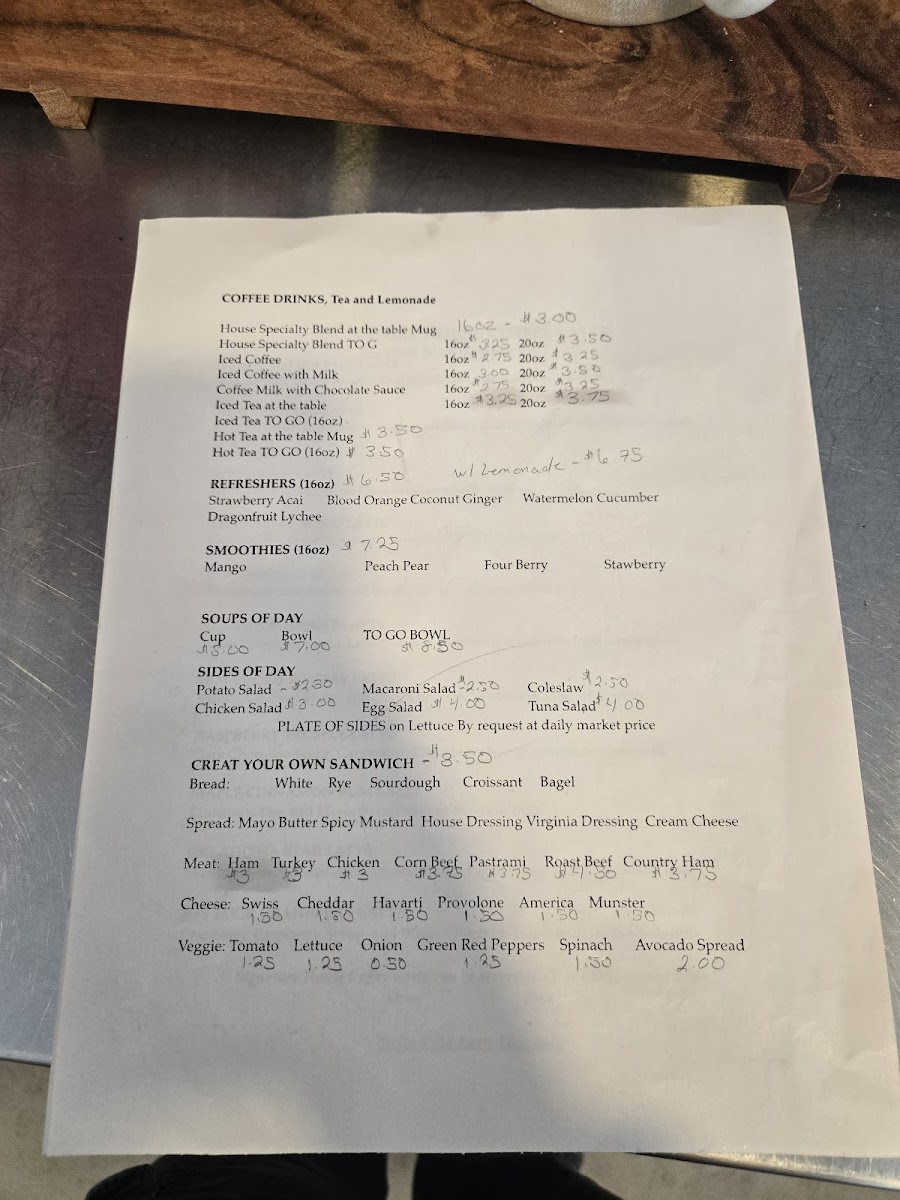 COFFEE DRINKS, Tea and Lemonade
House Specialty Blend at the table Mug 16oz - $3.00
House Specialty Blend TO G 16oz $3.25 20oz $3.50
Iced Coffee 16oz $2.75 20oz $3.25
Iced Coffee with Milk 16oz 3.00 20oz $3.50
Coffee Milk with Chocolate Sauce 16oz $2.75 20oz $3.25
Iced Tea at the table 16oz $3.25 20oz $3.75
Iced Tea TO GO (16oz)
Hot Tea at the table Mug $3.50
Hot Tea TO GO (16oz) $3.50
REFRESHERS (16oz) $6.50 w/ Lemonade - $6.75
Strawberry Acai Blood Orange Coconut Ginger Watermelon Cucumber
Dragonfruit Lychee
SMOOTHIES (16oz) $7.25
Mango Peach Pear Four Berry Stawberry
SOUPS OF DAY
Cup Bowl TO GO BOWL
$5.00 $7.00 $8.50
SIDES OF DAY
Potato Salad - $2.50 Macaroni Salad $2.50 Coleslaw $2.50
Chicken Salad $3.00 Egg Salad $4.00 Tuna Salad $4.00
PLATE OF SIDES on Lettuce By request at daily market price
CREAT YOUR OWN SANDWICH - $3.50
Bread: White Rye Sourdough Croissant Bagel
Spread: Mayo Butter Spicy Mustard House Dressing Virginia Dressing Cream Cheese
Meat: Ham Turkey Chicken Corn Beef Pastrami Roast Beef Country Ham
$3 $3 $3 $3.75 $3.75 $4.50 $3.75
Cheese: Swiss Cheddar Havarti Provolone America Munster
1.50 1.50 1.50 1.50 1.50 1.50
Veggie: Tomato Lettuce Onion Green Red Peppers Spinach Avocado Spread
1.25 1.25 0.50 1.25 1.50 2.00